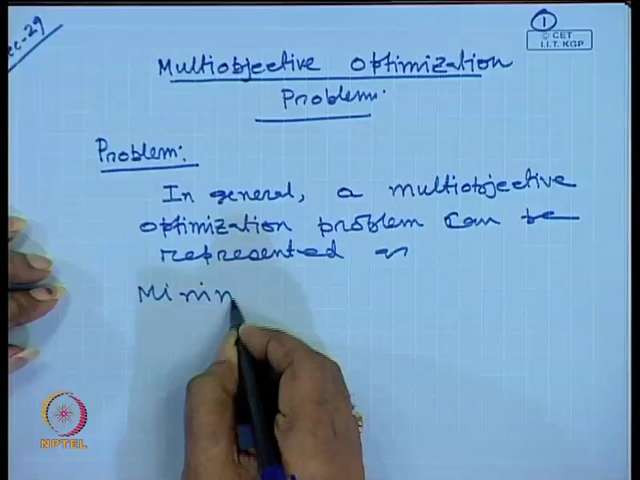 ec-29
1
© CET
I.I.T. KGP
Multiobjective Optimization
Problem.
Problem:
In general, a multiobjective
optimization problem can be
represented as
Minim
NPTEL